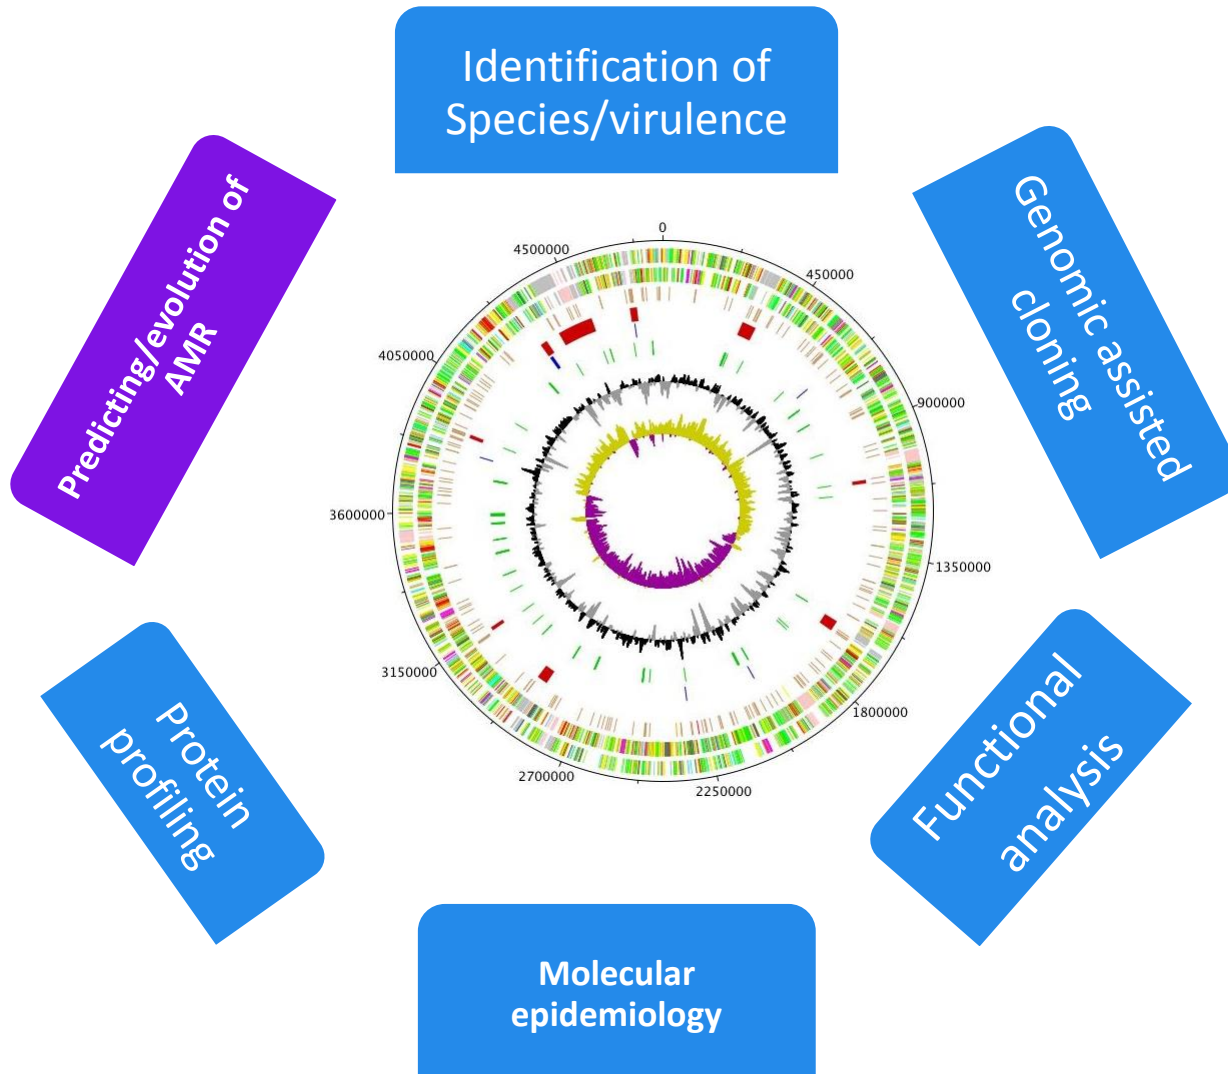 Identification of
Species/virulence
Genomic assisted
cloning
Functional
analysis
Molecular
epidemiology
Protein
profiling
Predicting/evolution of
AMR
0
450000
900000
1350000
1800000
2250000
2700000
3150000
3600000
4050000
4500000